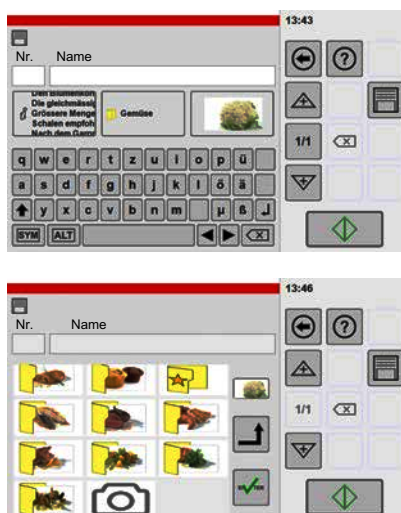 13:43
Nr. Name
Den Blumenkohl
Die gleichmässig
Grössere Menge
Schalen empfoh
Nach dem Garpr
Gemüse
1/1
q w e r t z u i o p ü
a s d f g h j k l ö ä
y x c v b n m µ ß
SYM ALT
13:46
Nr. Name
1/1